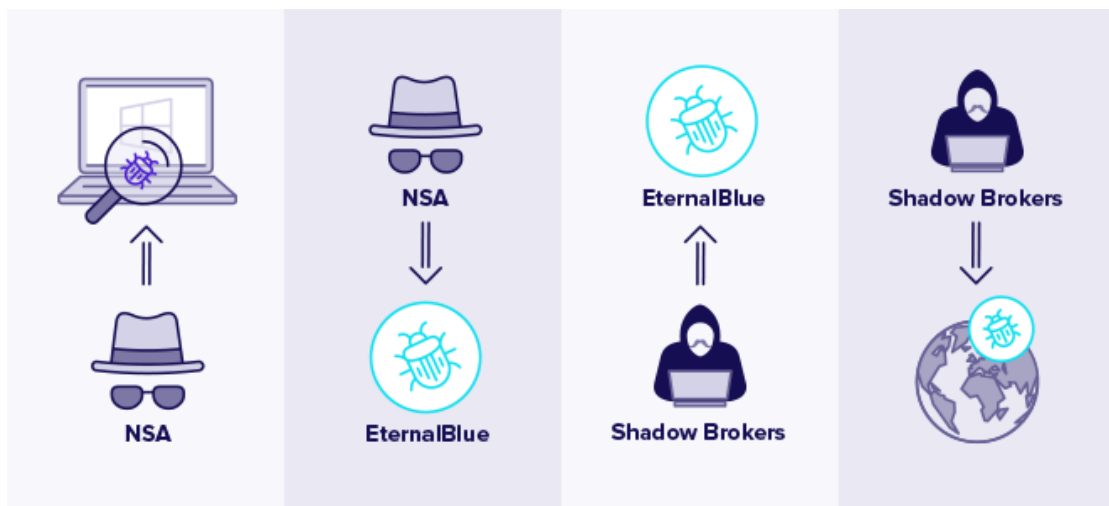 NSA
NSA
EternalBlue
EternalBlue
Shadow Brokers
Shadow Brokers